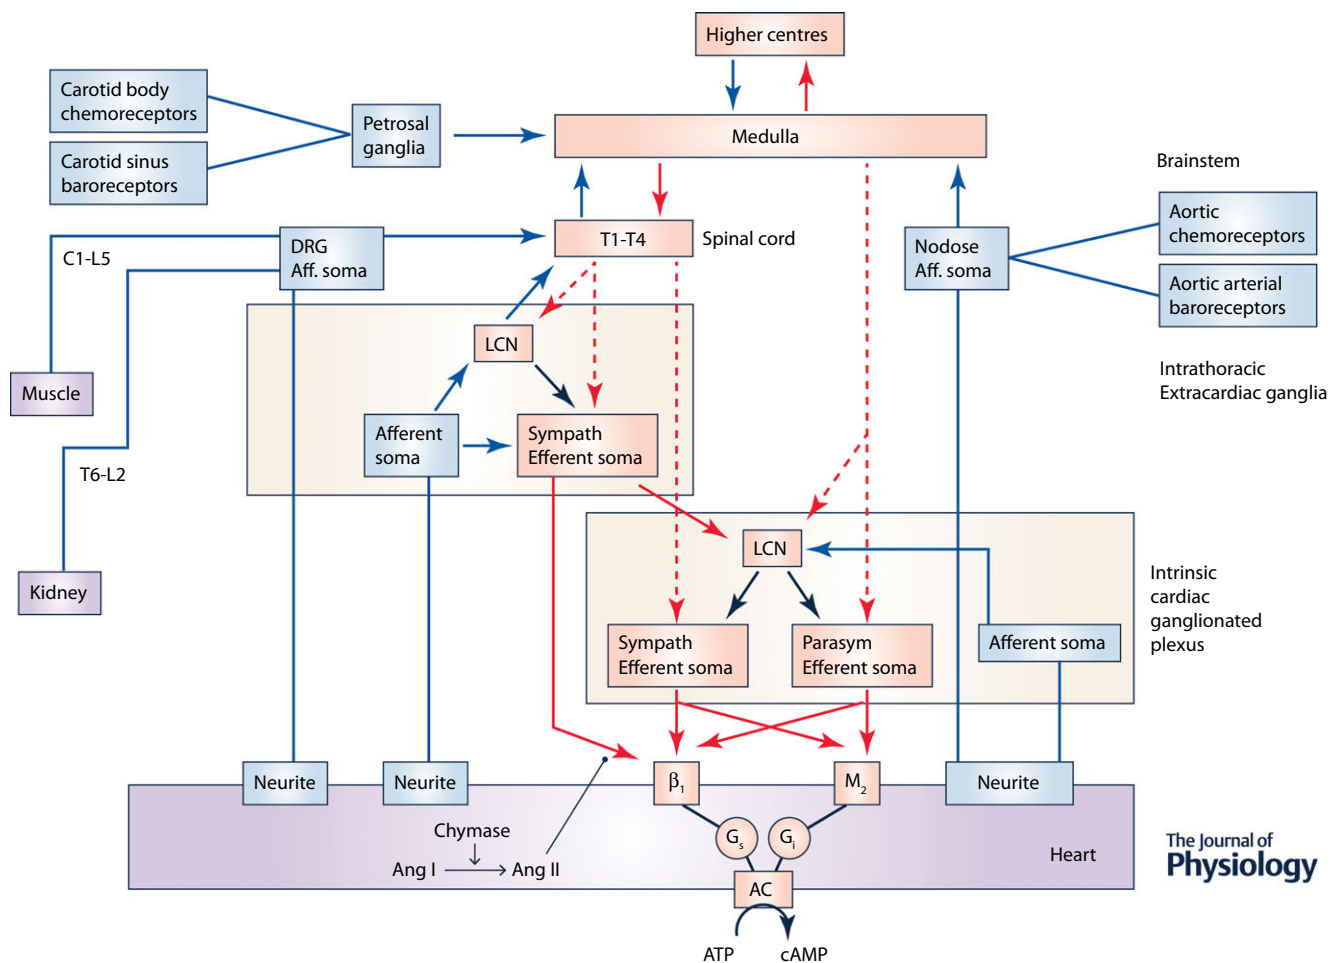 Higher centres
Carotid body
chemoreceptors
Petrosal
ganglia
Medulla
Carotid sinus
baroreceptors
Brainstem
Aortic
chemoreceptors
DRG
Aff. soma
T1-T4
Spinal cord
Nodose
Aff. soma
C1-L5
Aortic arterial
baroreceptors
LCN
Intrathoracic
Extracardiac ganglia
Muscle
Afferent
soma
Sympath
Efferent soma
T6-L2
LCN
Kidney
Intrinsic
cardiac
ganglionated
plexus
Sympath
Efferent soma
Parasym
Efferent soma
Afferent soma
Neurite
Neurite
β1
M2
Neurite
Chymase
Gs
Gi
Ang I
Ang II
Heart
AC
The Journal of
Physiology
ATP
cAMP